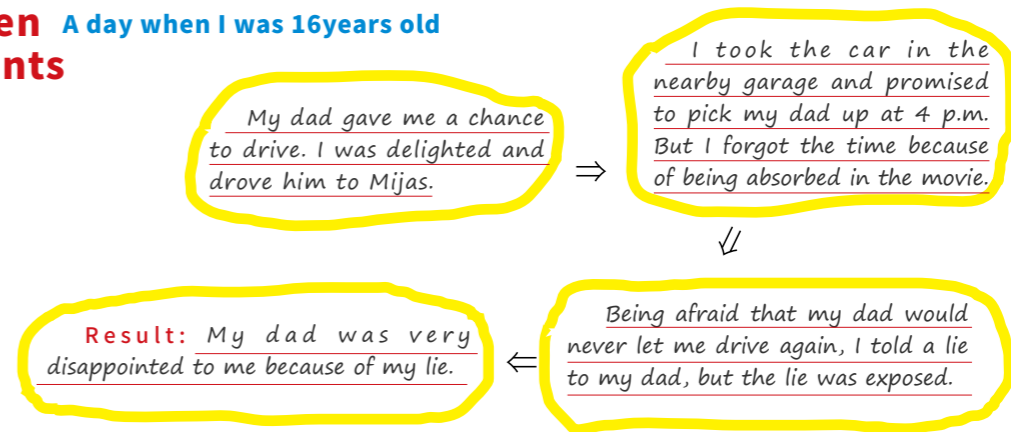 en A day when I was 16years old
nts
My dad gave me a chance
to drive. I was delighted and
drove him to Mijas.
⇒
I took the car in the
nearby garage and promised
to pick my dad up at 4 p.m.
But I forgot the time because
of being absorbed in the movie.
⇓
Being afraid that my dad would
never let me drive again, I told a lie
to my dad, but the lie was exposed.
⇐
Result: My dad was very
disappointed to me because of my lie.